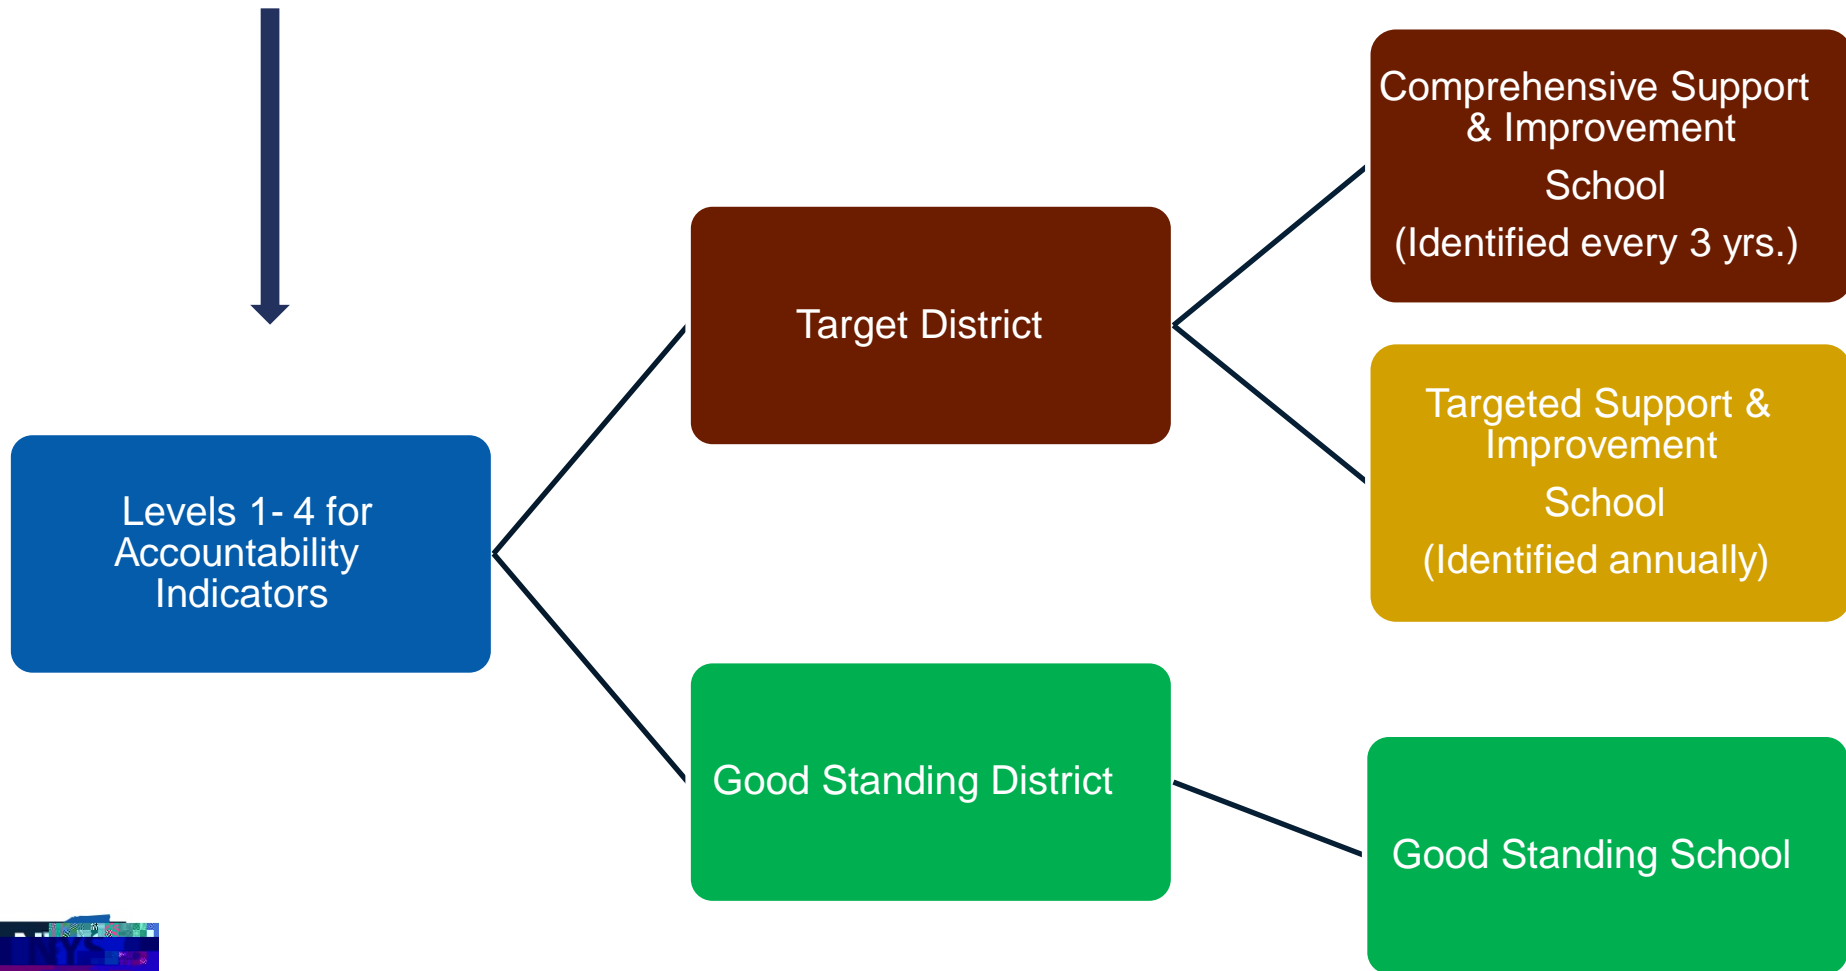 Levels 1- 4 for
Accountability
Indicators
Target District
Good Standing District
Comprehensive Support
& Improvement
School
(Identified every 3 yrs.)
Targeted Support &
Improvement
School
(Identified annually)
Good Standing School
NYS